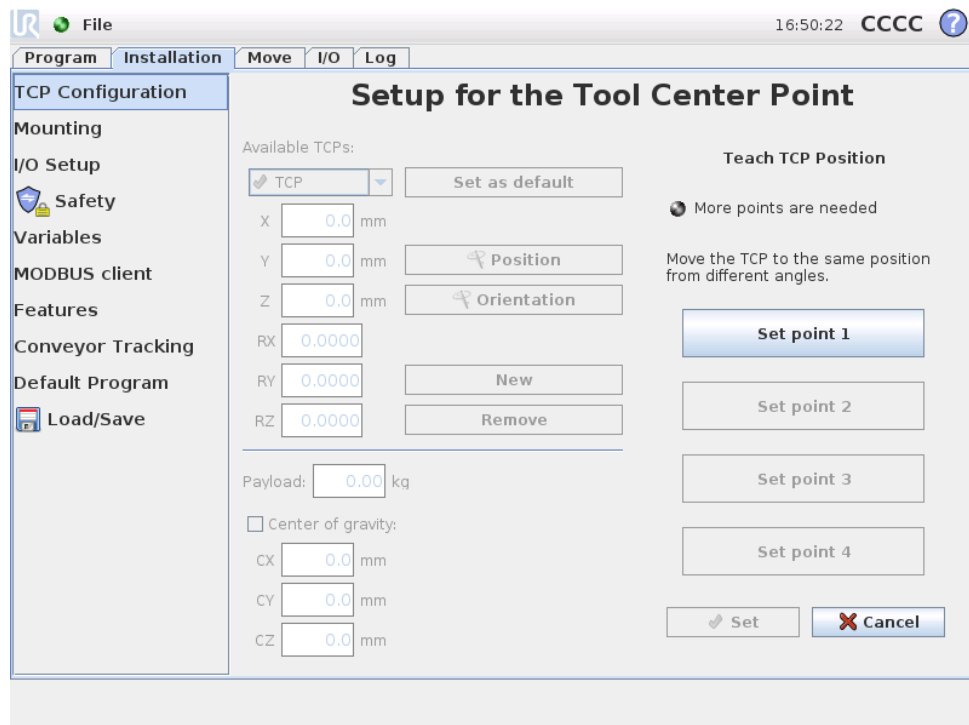 UR File 16:50:22 CCCC ?
Program Installation Move I/O Log
TCP Configuration
Mounting
I/O Setup
Safety
Variables
MODBUS client
Features
Conveyor Tracking
Default Program
Load/Save
Setup for the Tool Center Point
Available TCPs:
TCP Set as default
X 0.0 mm
Y 0.0 mm Position
Z 0.0 mm Orientation
RX 0.0000
RY 0.0000 New
RZ 0.0000 Remove
Payload: 0.00 kg
Center of gravity:
CX 0.0 mm
CY 0.0 mm
CZ 0.0 mm
Teach TCP Position
More points are needed
Move the TCP to the same position
from different angles.
Set point 1
Set point 2
Set point 3
Set point 4
Set Cancel